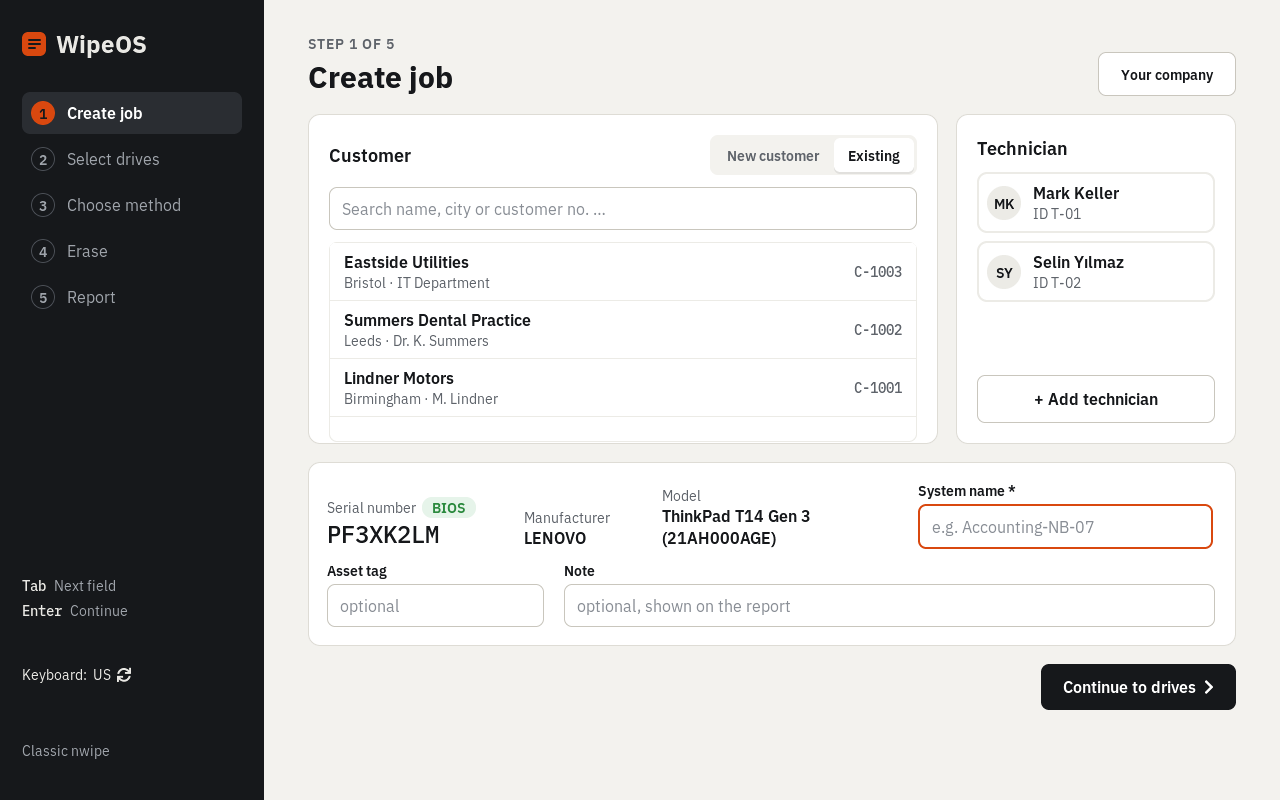 WipeOS
1 Create job
2 Select drives
3 Choose method
4 Erase
5 Report
Tab Next field
Enter Continue
Keyboard: US
Classic nwipe
STEP 1 OF 5
Create job
Your company
Customer
New customer
Existing
Search name, city or customer no. ...
Eastside Utilities
Bristol · IT Department
C-1003
Summers Dental Practice
Leeds · Dr. K. Summers
C-1002
Lindner Motors
Birmingham · M. Lindner
C-1001
Technician
MK
Mark Keller
ID T-01
SY
Selin Yılmaz
ID T-02
+ Add technician
Serial number BIOS
PF3XK2LM
Manufacturer
LENOVO
Model
ThinkPad T14 Gen 3
(21AH000AGE)
System name *
e.g. Accounting-NB-07
Asset tag
optional
Note
optional, shown on the report
Continue to drives